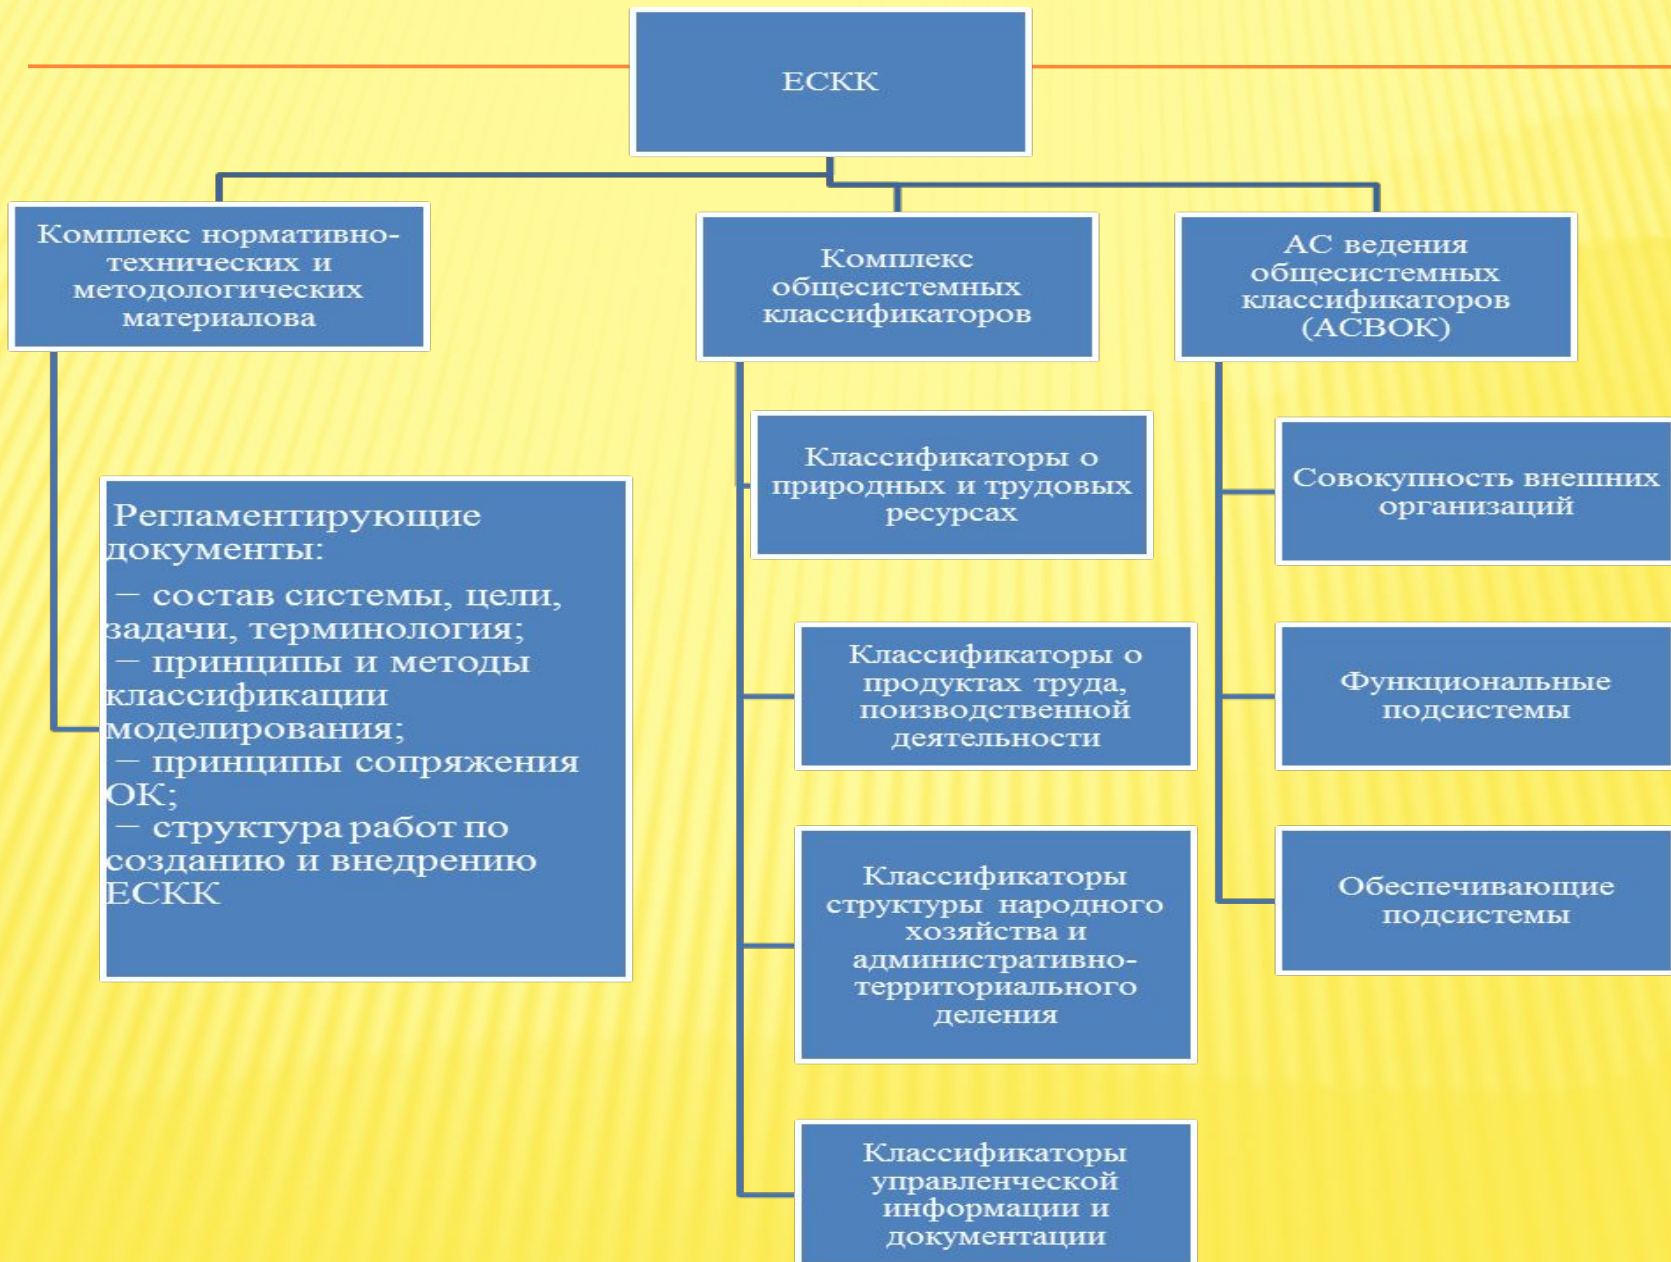 ЕСКК
Комплекс нормативно-
технических и
методологических
материалова
Регламентирующие
документы:
− состав системы, цели,
задачи, терминология;
− принципы и методы
классификации
моделирования;
− принципы сопряжения
ОК;
− структура работ по
созданию и внедрению
ЕСКК
Комплекс
общесистемных
классификаторов
Классификаторы о
природных и трудовых
ресурсах
Классификаторы о
продуктах труда,
поизводственной
деятельности
Классификаторы
структуры народного
хозяйства и
административно-
территориального
деления
Классификаторы
управленческой
информации и
документации
АС ведения
общесистемных
классификаторов
(АСВОК)
Совокупность внешних
организаций
Функциональные
подсистемы
Обеспечивающие
подсистемы